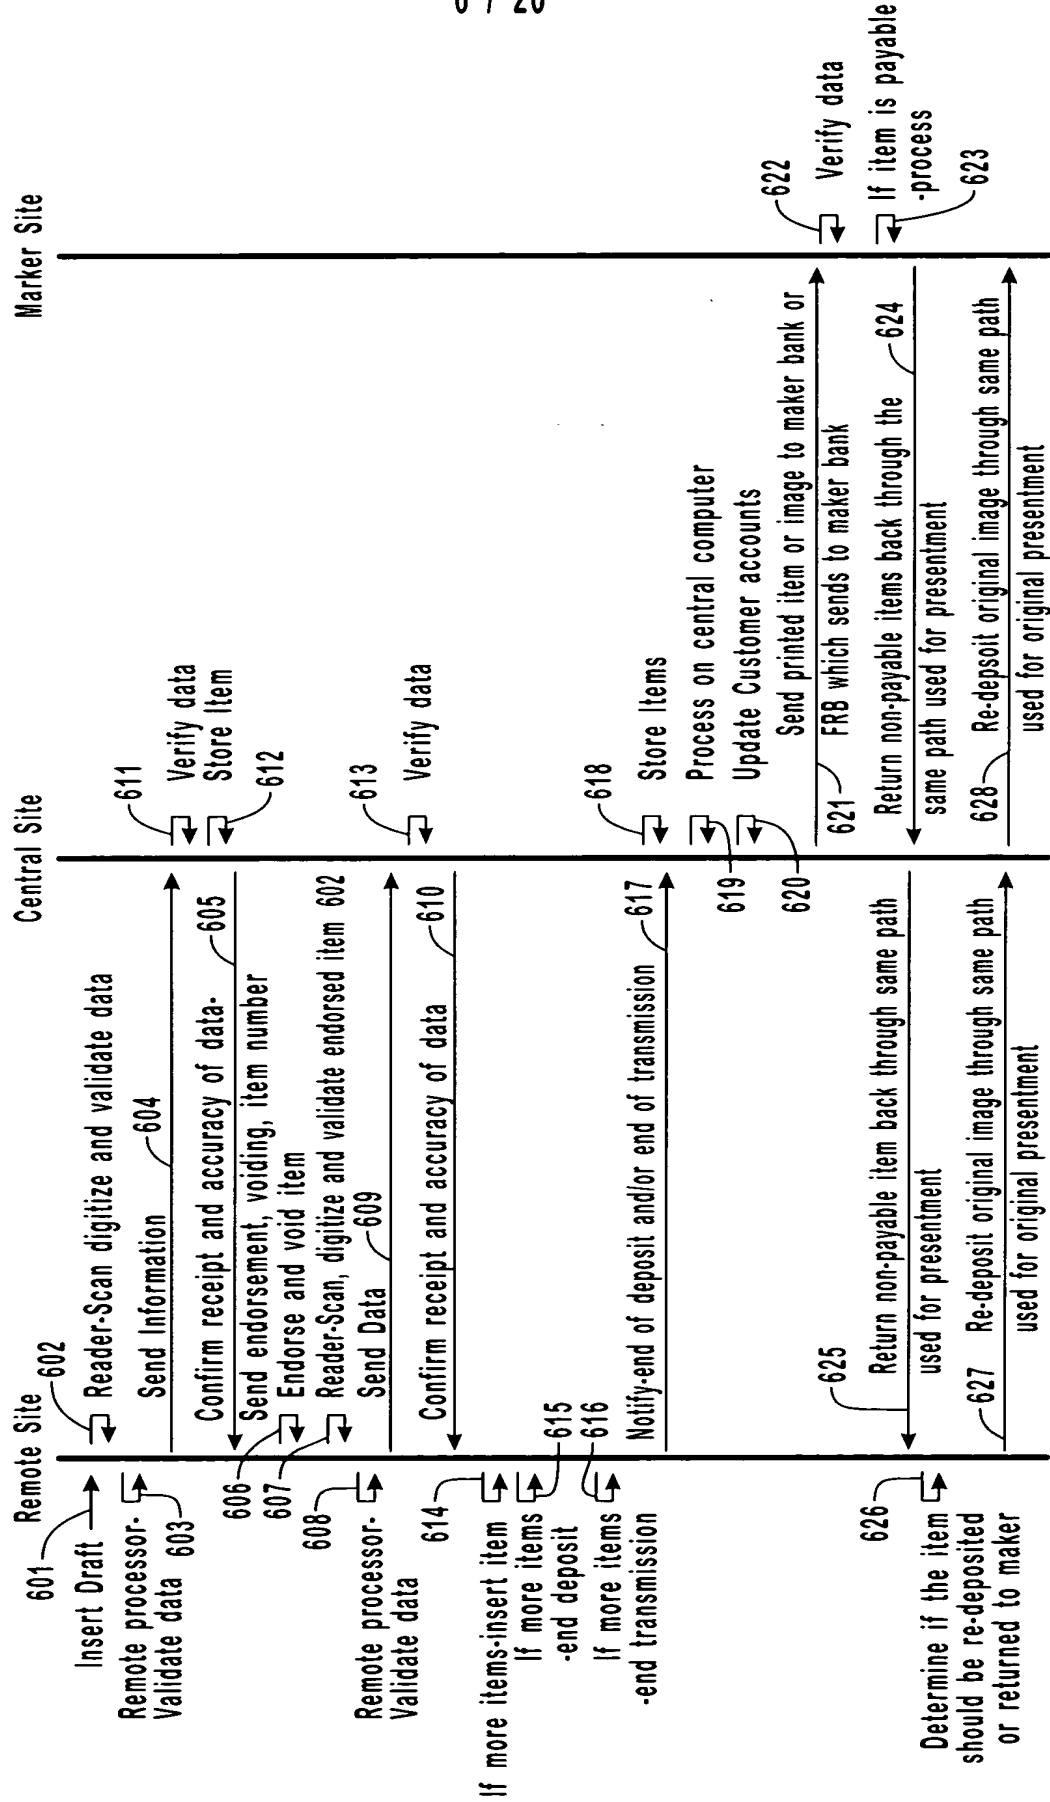 6 / 20
Remote Site
Central Site
Marker Site
601
Insert Draft
602
Reader-Scan digitize and validate data
Remote processor-
Validate data
603
Send Information
604
611
Verify data
Store Item
612
Confirm receipt and accuracy of data-
605
Send endorsement, voiding, item number
606
Endorse and void item
607
Reader-Scan, digitize and validate endorsed item 602
608
Remote processor-
Validate data
Send Data
609
613
Verify data
Confirm receipt and accuracy of data
610
614
If more items-insert item
If more items
-end deposit
615
If more items
-end transmission
616
Notify-end of deposit and/or end of transmission
617
618
Store Items
Process on central computer
619
Update Customer accounts
620
Send printed item or image to maker bank or
FRB which sends to maker bank
621
622
Verify data
If item is payable
-process
623
Return non-payable items back through the
same path used for presentment
624
625
Return non-payable item back through same path
used for presentment
626
Determine if the item
should be re-deposited
or returned to maker
627
Re-deposit original image through same path
used for original presentment
628
Re-depsoit original image through same path
used for original presentment